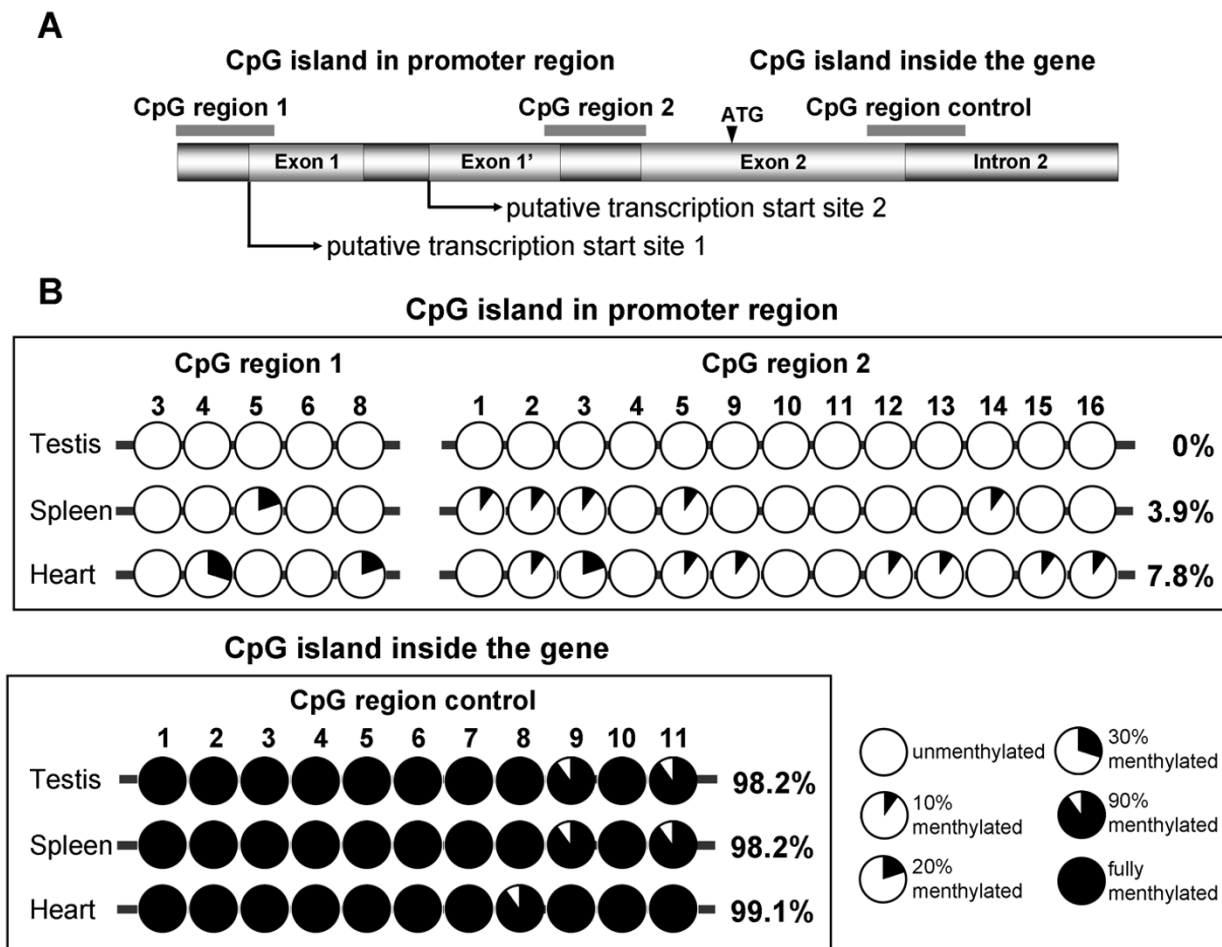 A
CpG island in promoter region CpG island inside the gene
CpG region 1 CpG region 2 ATG CpG region control
Exon 1 Exon 1' Exon 2 Intron 2
putative transcription start site 2
putative transcription start site 1
B
CpG island in promoter region
CpG region 1 CpG region 2
3 4 5 6 8 1 2 3 4 5 9 10 11 12 13 14 15 16
Testis 0%
Spleen 3.9%
Heart 7.8%
CpG island inside the gene
CpG region control
1 2 3 4 5 6 7 8 9 10 11
Testis 98.2%
Spleen 98.2%
Heart 99.1%
unmenthylated
10%
menthylated
20%
menthylated
30%
menthylated
90%
menthylated
fully
menthylated